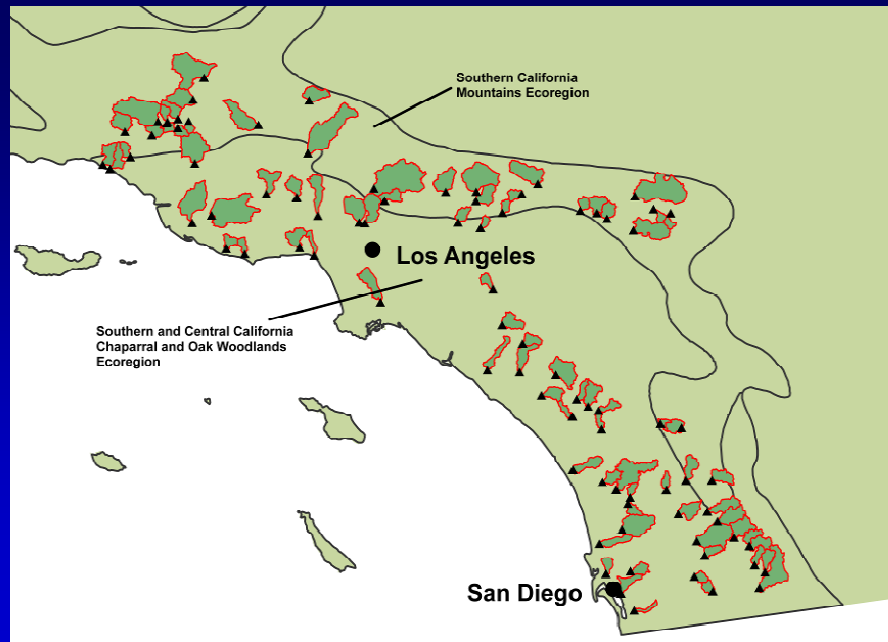 Southern California
Mountains Ecoregion
Los Angeles
Southern and Central California
Chaparral and Oak Woodlands
Ecoregion
San Diego